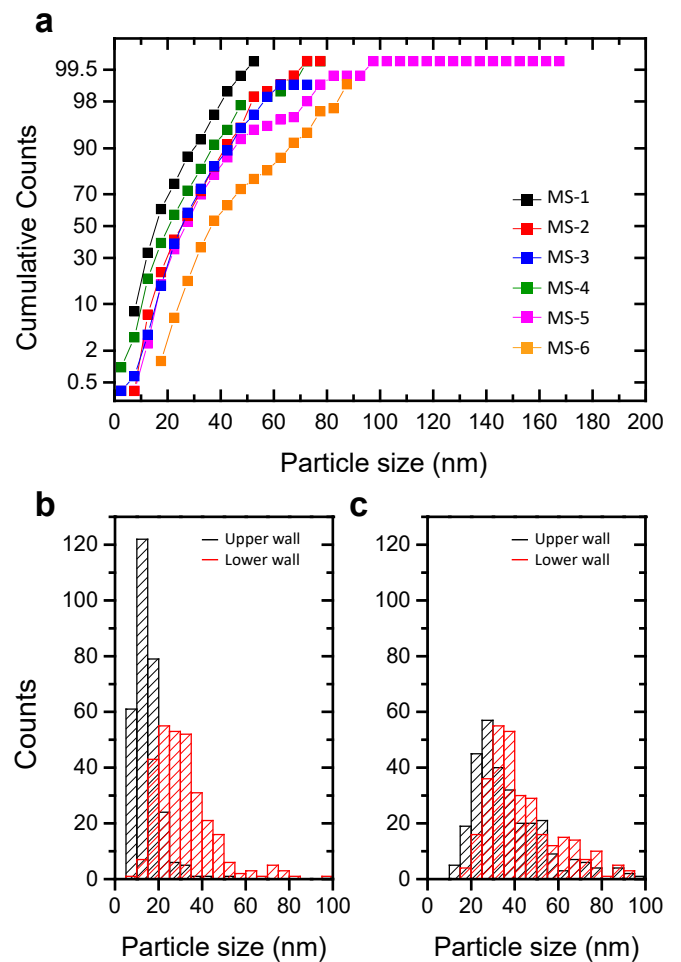 a
Cumulative Counts
99.5
98
90
70
50
30
10
2
0.5
MS-1
MS-2
MS-3
MS-4
MS-5
MS-6
0 20 40 60 80 100 120 140 160 180 200
Particle size (nm)
b
Counts
120
100
80
60
40
20
0
Upper wall
Lower wall
0 20 40 60 80 100
Particle size (nm)
c
120
100
80
60
40
20
0
Upper wall
Lower wall
0 20 40 60 80 100
Particle size (nm)